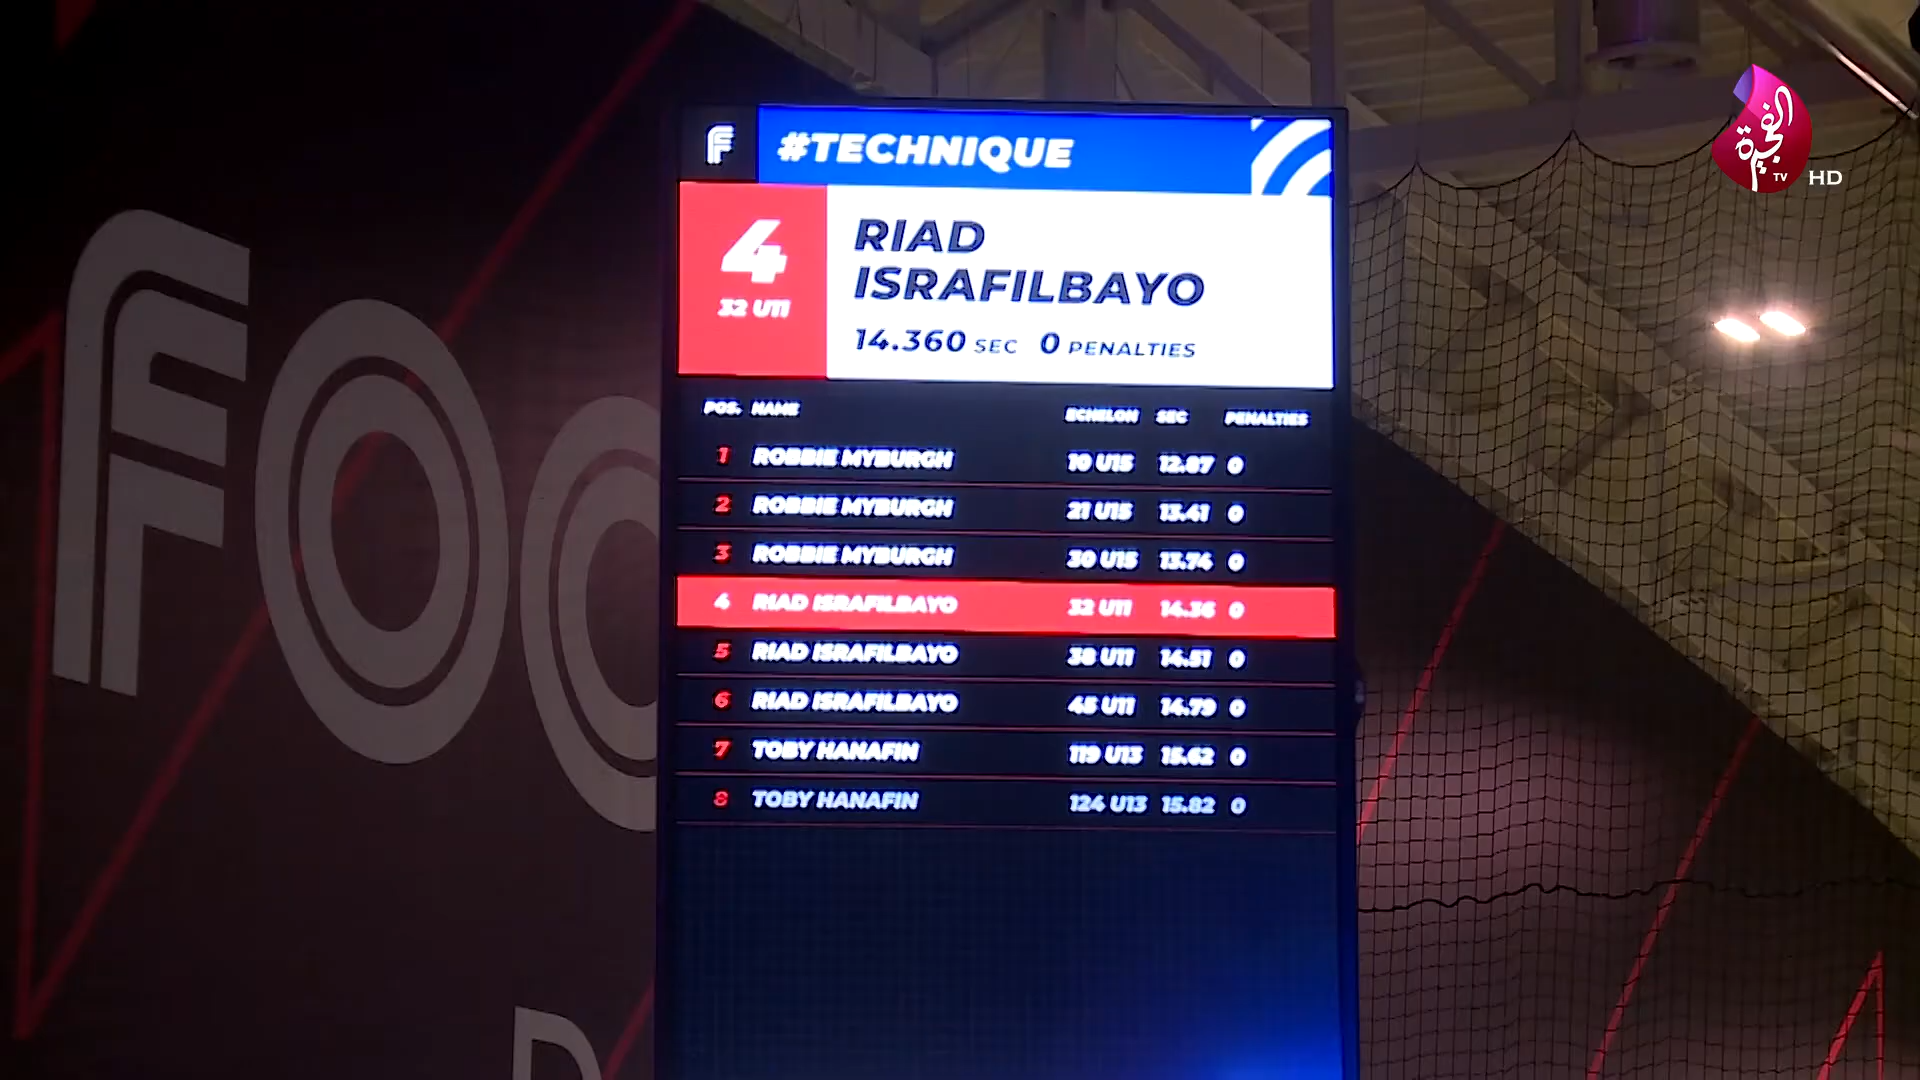 #TECHNIQUE
4
32 U11
RIAD
ISRAFILBAYO
14.360 SEC 0 PENALTIES
POS. NAME ECHELON SEC PENALTIES
1 ROBBIE MYBURGH 10 U15 12.87 0
2 ROBBIE MYBURGH 21 U15 13.41 0
3 ROBBIE MYBURGH 30 U15 13.74 0
4 RIAD ISRAFILBAYO 32 U11 14.36 0
5 RIAD ISRAFILBAYO 38 U11 14.51 0
6 RIAD ISRAFILBAYO 45 U11 14.79 0
7 TOBY HANAFIN 119 U13 15.62 0
8 TOBY HANAFIN 124 U13 15.82 0
الفجيرة
TV HD
FOO